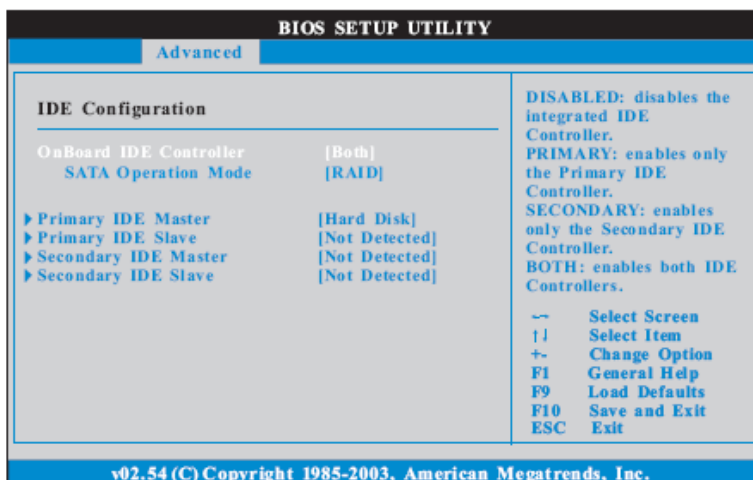 BIOS SETUP UTILITY
Advanced
IDE Configuration
OnBoard IDE Controller [Both]
SATA Operation Mode [RAID]
Primary IDE Master [Hard Disk]
Primary IDE Slave [Not Detected]
Secondary IDE Master [Not Detected]
Secondary IDE Slave [Not Detected]
DISABLED: disables the
integrated IDE
Controller.
PRIMARY: enables only
the Primary IDE
Controller.
SECONDARY: enables
only the Secondary IDE
Controller.
BOTH: enables both IDE
Controllers.
←→ Select Screen
↑↓ Select Item
+- Change Option
F1 General Help
F9 Load Defaults
F10 Save and Exit
ESC Exit
v02.54 (C) Copyright 1985-2003, American Megatrends, Inc.